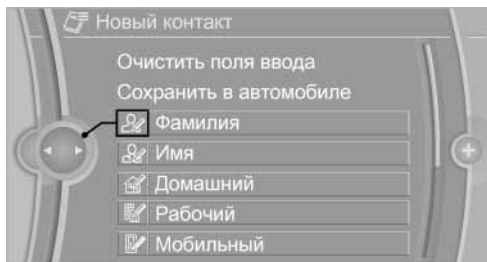 Новый контакт
Очистить поля ввода
Сохранить в автомобиле
Фамилия
Имя
Домашний
Рабочий
Мобильный